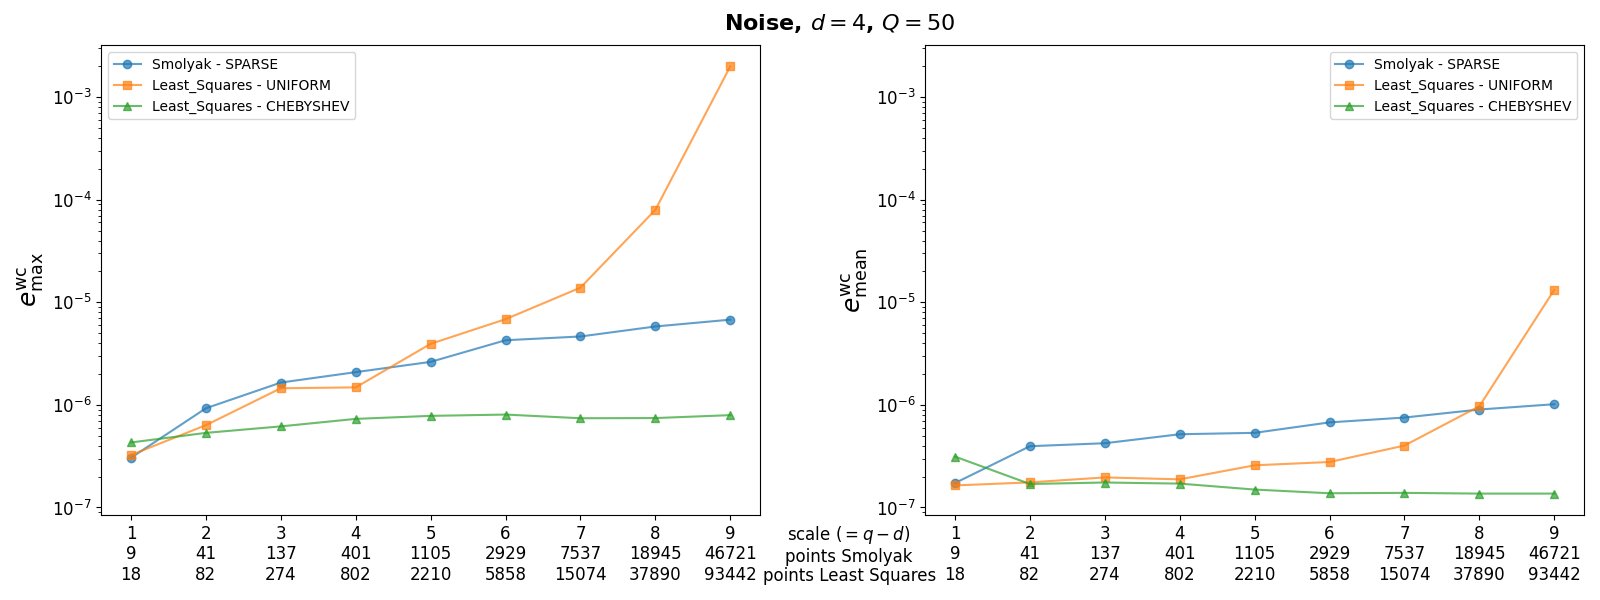 Noise, d = 4, Q = 50
Smolyak - SPARSE
Least_Squares - UNIFORM
Least_Squares - CHEBYSHEV
10⁻³
10⁻⁴
10⁻⁵
10⁻⁶
10⁻⁷
e^wc_max
1 2 3 4 5 6 7 8 9
9 41 137 401 1105 2929 7537 18945 46721
18 82 274 802 2210 5858 15074 37890 93442
scale (= q − d)
points Smolyak
points Least Squares
Smolyak - SPARSE
Least_Squares - UNIFORM
Least_Squares - CHEBYSHEV
10⁻³
10⁻⁴
10⁻⁵
10⁻⁶
10⁻⁷
e^wc_mean
1 2 3 4 5 6 7 8 9
9 41 137 401 1105 2929 7537 18945 46721
18 82 274 802 2210 5858 15074 37890 93442